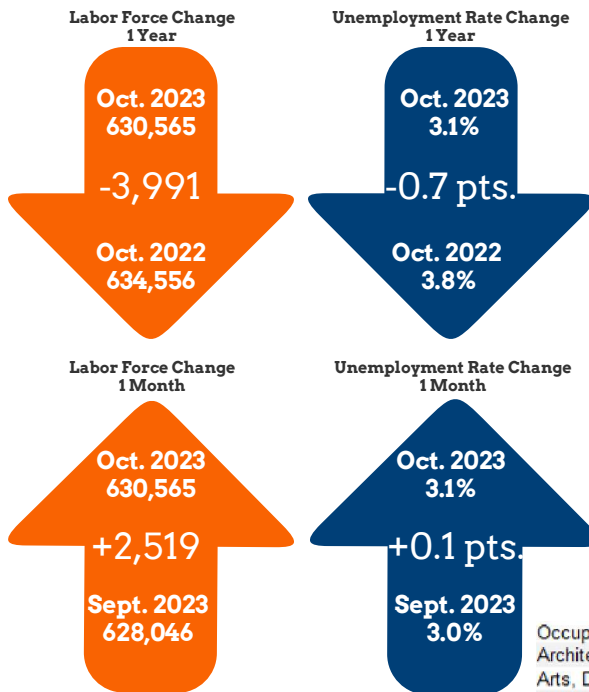 Labor Force Change
1 Year
Oct. 2023
630,565
-3,991
Oct. 2022
634,556
Unemployment Rate Change
1 Year
Oct. 2023
3.1%
-0.7 pts.
Oct. 2022
3.8%
Labor Force Change
1 Month
Oct. 2023
630,565
+2,519
Sept. 2023
628,046
Unemployment Rate Change
1 Month
Oct. 2023
3.1%
+0.1 pts.
Sept. 2023
3.0%
Occup
Archite
Arts,